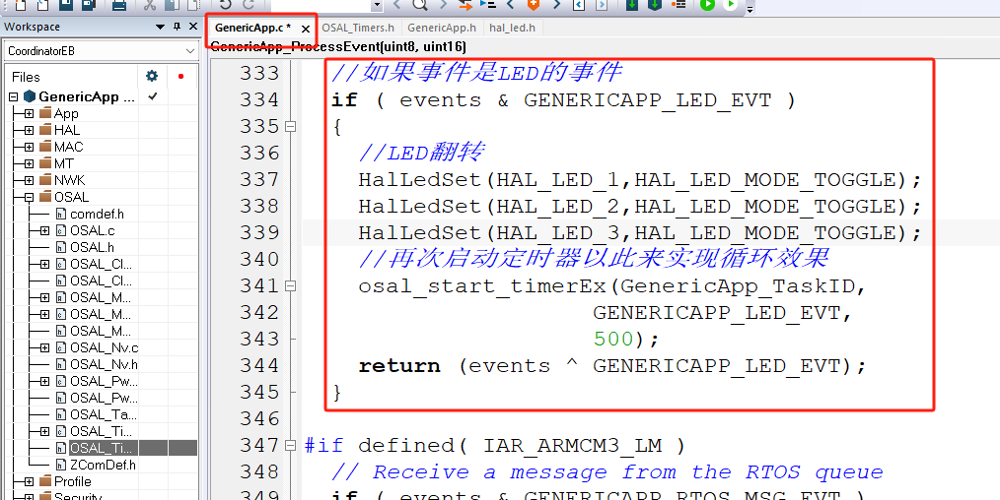 Workspace
CoordinatorEB
Files
GenericApp ...
App
HAL
MAC
MT
NWK
OSAL
comdef.h
OSAL.c
OSAL.h
OSAL_Cl...
OSAL_Cl...
OSAL_M...
OSAL_M...
OSAL_M...
OSAL_Nv.c
OSAL_Nv.h
OSAL_Pw...
OSAL_Pw...
OSAL_Ta...
OSAL_Ti...
OSAL_Ti...
ZComDef.h
Profile
Security
GenericApp.c * OSAL_Timers.h GenericApp.h hal_led.h
GenericApp_ProcessEvent(uint8, uint16)
333 //如果事件是LED的事件
334 if ( events & GENERICAPP_LED_EVT )
335 {
336 //LED翻转
337 HalLedSet(HAL_LED_1,HAL_LED_MODE_TOGGLE);
338 HalLedSet(HAL_LED_2,HAL_LED_MODE_TOGGLE);
339 HalLedSet(HAL_LED_3,HAL_LED_MODE_TOGGLE);
340 //再次启动定时器以此来实现循环效果
341 osal_start_timerEx(GenericApp_TaskID,
342 GENERICAPP_LED_EVT,
343 500);
344 return (events ^ GENERICAPP_LED_EVT);
345 }
346
347 #if defined( IAR_ARMCM3_LM )
348 // Receive a message from the RTOS queue
349 if ( events & GENERICAPP_RTOS_MSG_EVT )